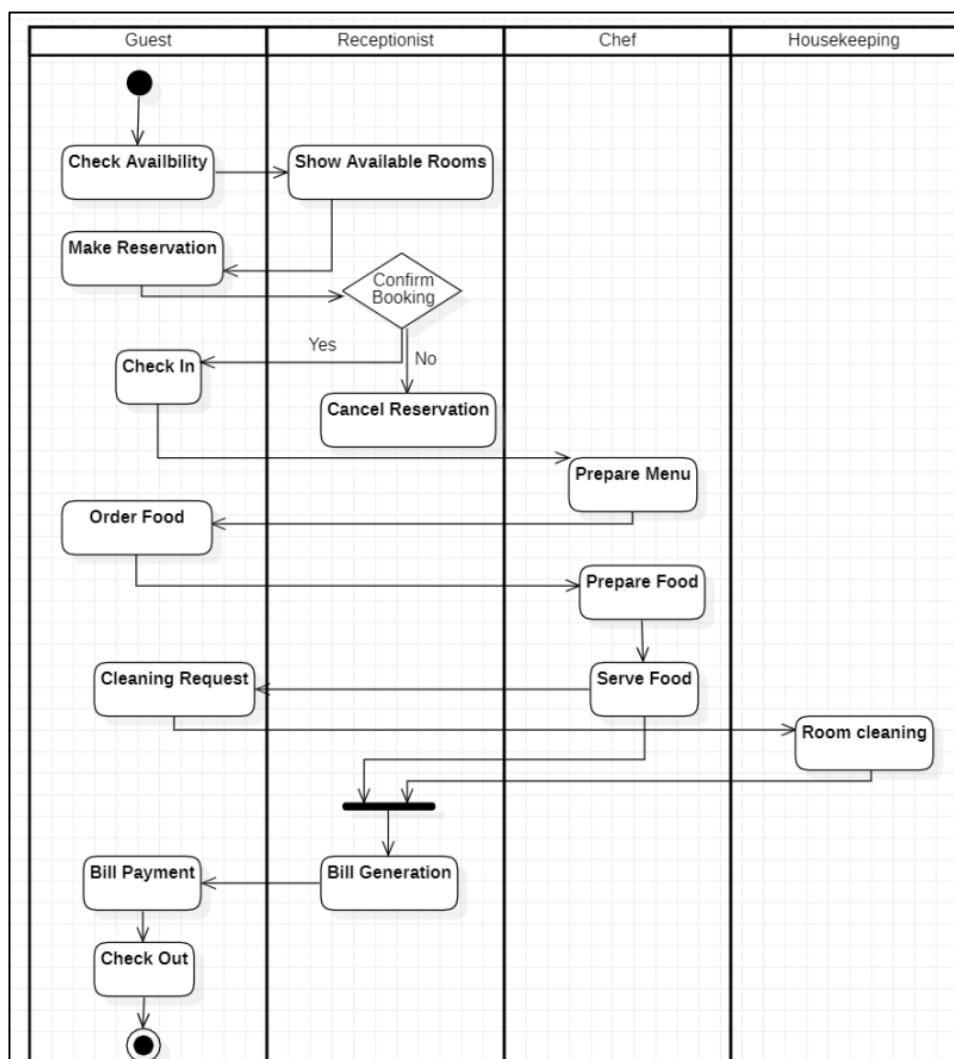 Guest
Receptionist
Chef
Housekeeping
Check Availbility
Show Available Rooms
Make Reservation
Confirm
Booking
Yes
No
Check In
Cancel Reservation
Prepare Menu
Order Food
Prepare Food
Cleaning Request
Serve Food
Room cleaning
Bill Payment
Bill Generation
Check Out